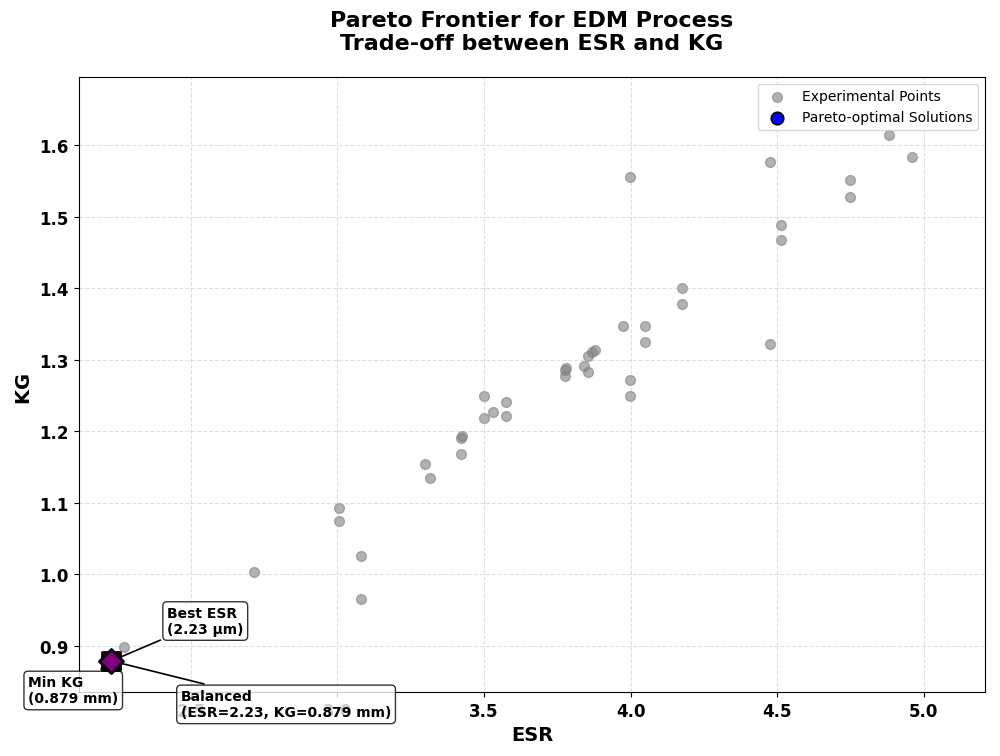 Pareto Frontier for EDM Process
Trade-off between ESR and KG
Experimental Points
Pareto-optimal Solutions
KG
1.6
1.5
1.4
1.3
1.2
1.1
1.0
0.9
Best ESR
(2.23 μm)
Min KG
(0.879 mm)
Balanced
(ESR=2.23, KG=0.879 mm)
3.5
4.0
4.5
5.0
ESR